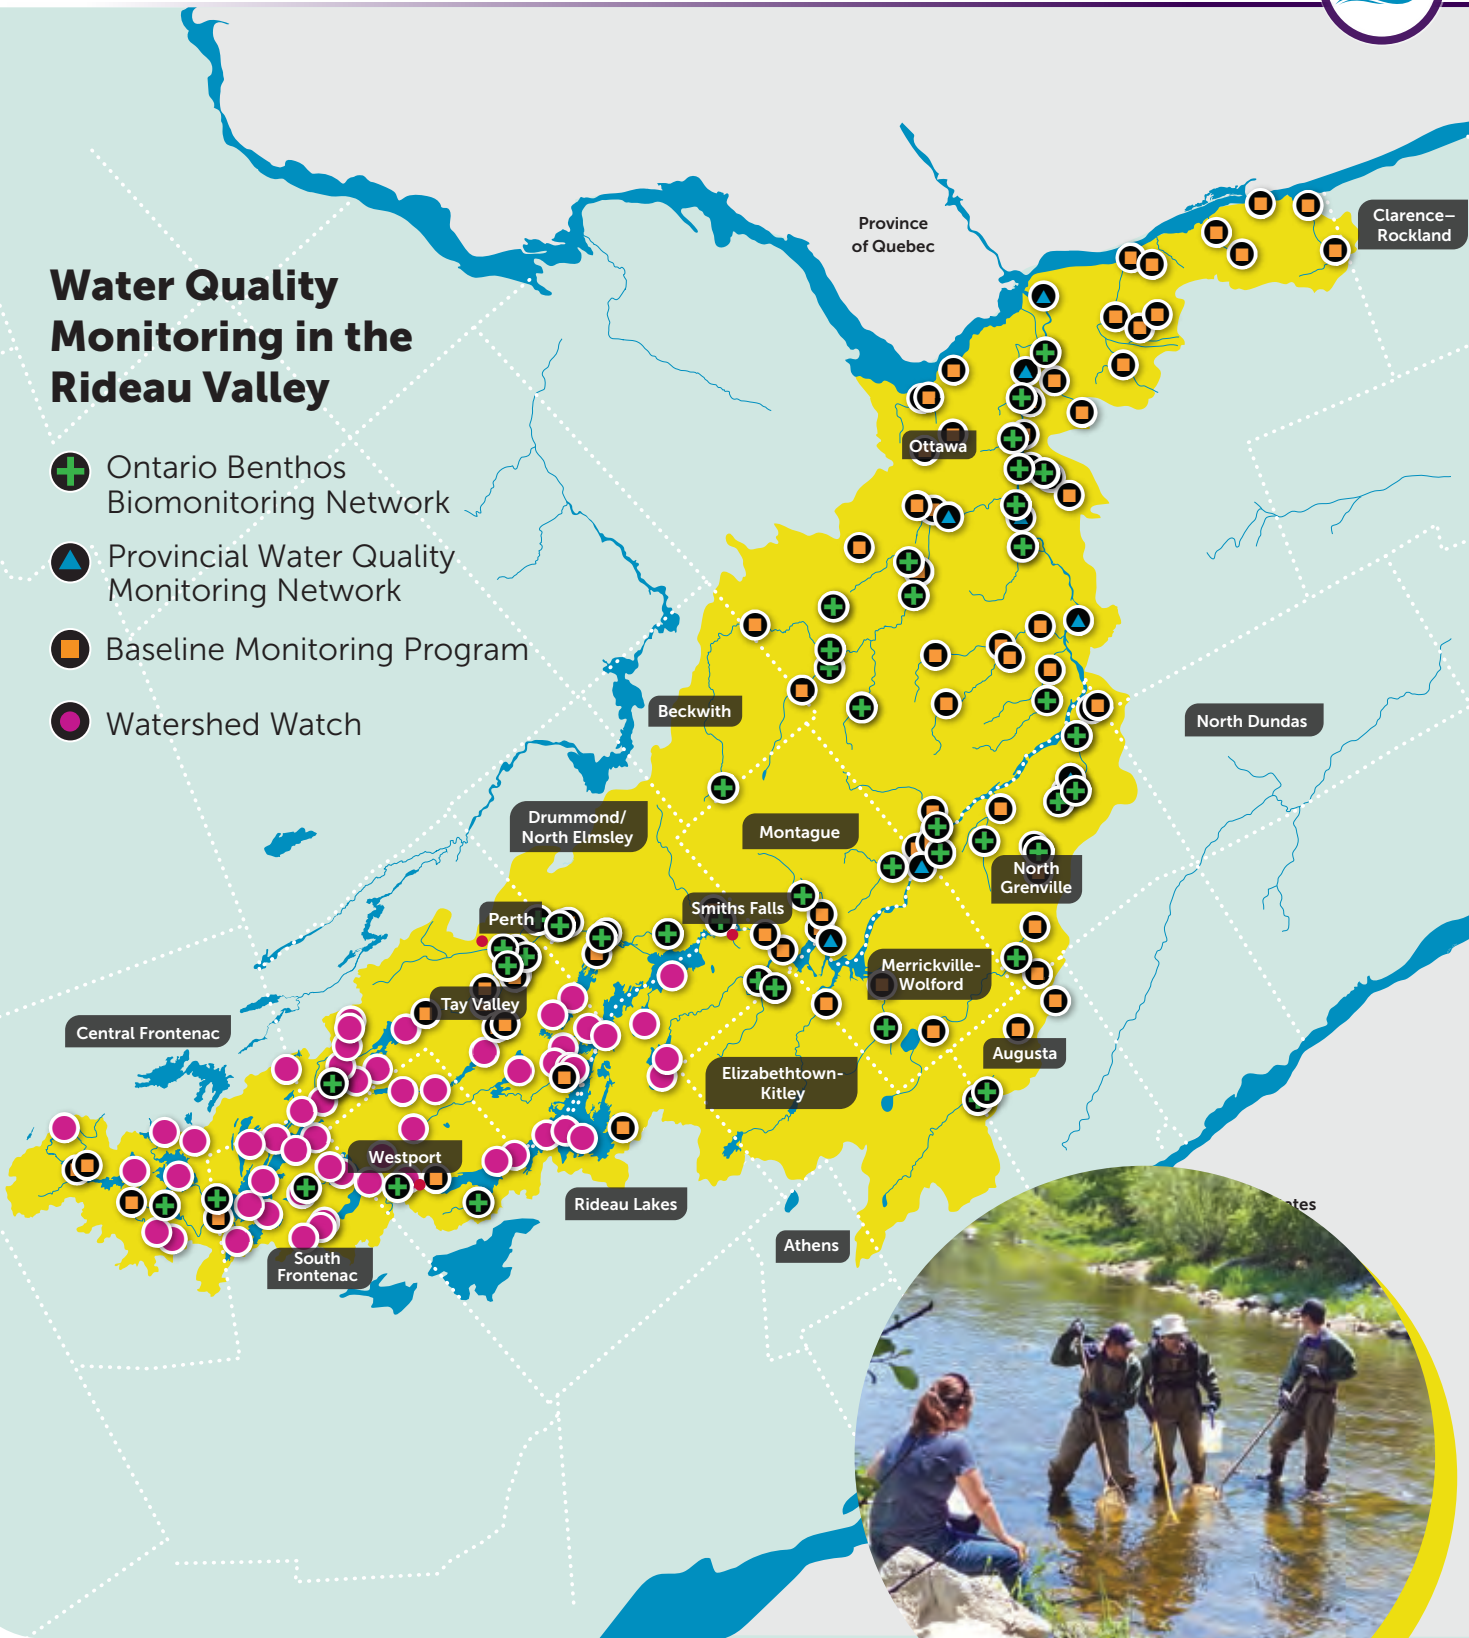 Province
of Quebec
Clarence–
Rockland
Water Quality
Monitoring in the
Rideau Valley
Ontario Benthos
Biomonitoring Network
Provincial Water Quality
Monitoring Network
Baseline Monitoring Program
Watershed Watch
Ottawa
Beckwith
North Dundas
Drummond/
North Elmsley
Montague
North
Grenville
Smiths Falls
Perth
Merrickville-
Wolford
Tay Valley
Central Frontenac
Augusta
Elizabethtown-
Kitley
Westport
Rideau Lakes
Athens
South
Frontenac